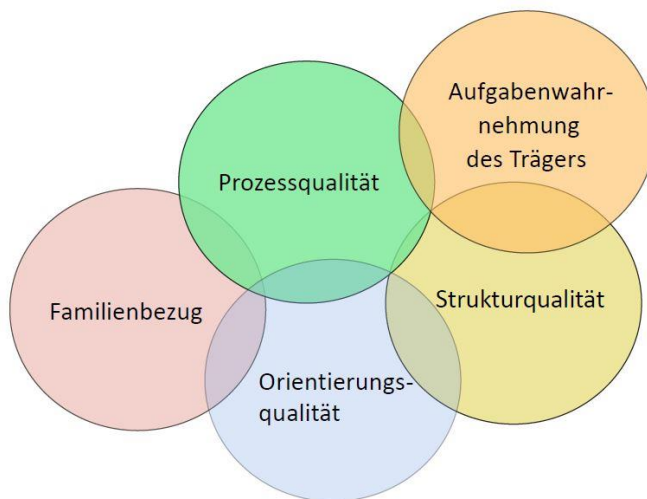 Aufgabenwahr-
nehmung
des Trägers
Prozessqualität
Familienbezug
Strukturqualität
Orientierungs-
qualität